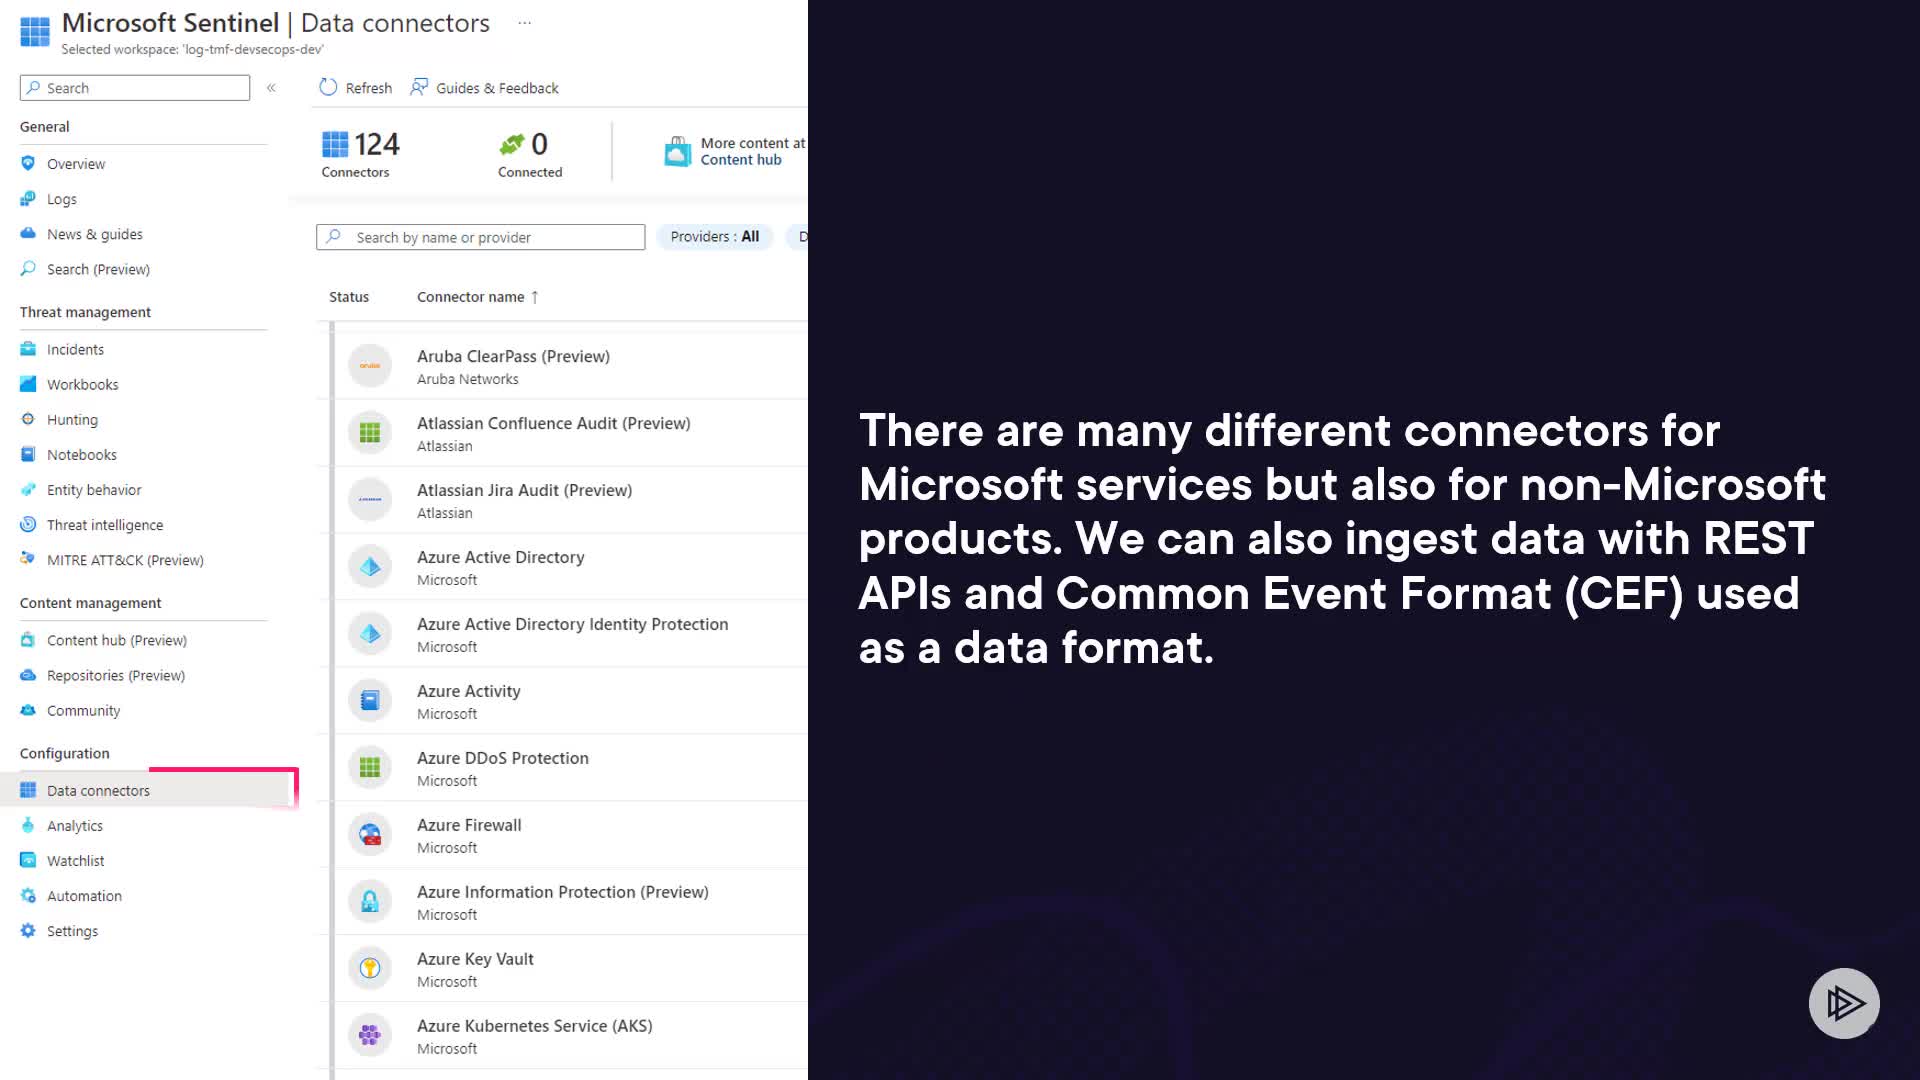 Microsoft Sentinel | Data connectors ...
Selected workspace: 'log-tmf-devsecops-dev'
Search «
General
Overview
Logs
News & guides
Search (Preview)
Threat management
Incidents
Workbooks
Hunting
Notebooks
Entity behavior
Threat intelligence
MITRE ATT&CK (Preview)
Content management
Content hub (Preview)
Repositories (Preview)
Community
Configuration
Data connectors
Analytics
Watchlist
Automation
Settings
Refresh Guides & Feedback
124
Connectors
0
Connected
More content at
Content hub
Search by name or provider Providers : All D
Status Connector name ↑
Aruba ClearPass (Preview)
Aruba Networks
Atlassian Confluence Audit (Preview)
Atlassian
Atlassian Jira Audit (Preview)
Atlassian
Azure Active Directory
Microsoft
Azure Active Directory Identity Protection
Microsoft
Azure Activity
Microsoft
Azure DDoS Protection
Microsoft
Azure Firewall
Microsoft
Azure Information Protection (Preview)
Microsoft
Azure Key Vault
Microsoft
Azure Kubernetes Service (AKS)
Microsoft
There are many different connectors for
Microsoft services but also for non-Microsoft
products. We can also ingest data with REST
APIs and Common Event Format (CEF) used
as a data format.